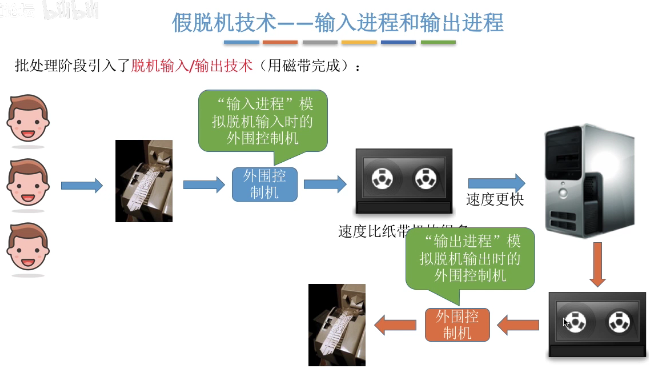 假脱机技术——输入进程和输出进程
批处理阶段引入了脱机输入/输出技术（用磁带完成）：
“输入进程”模
拟脱机输入时的
外围控制机
外围控
制机
速度更快
速度比纸带
“输出进程”模
拟脱机输出时的
外围控制机
外围控
制机